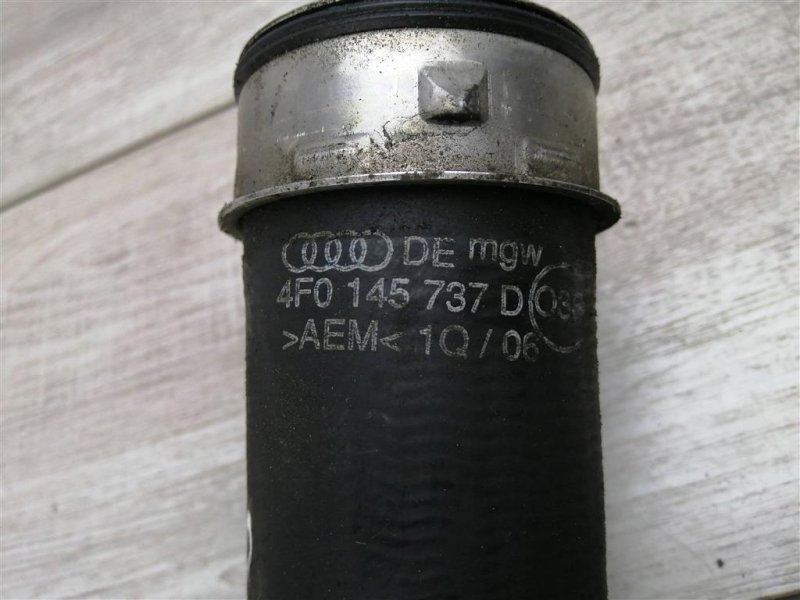 DE mgw
4F0 145 737 D
>AEM< 1Q / 06